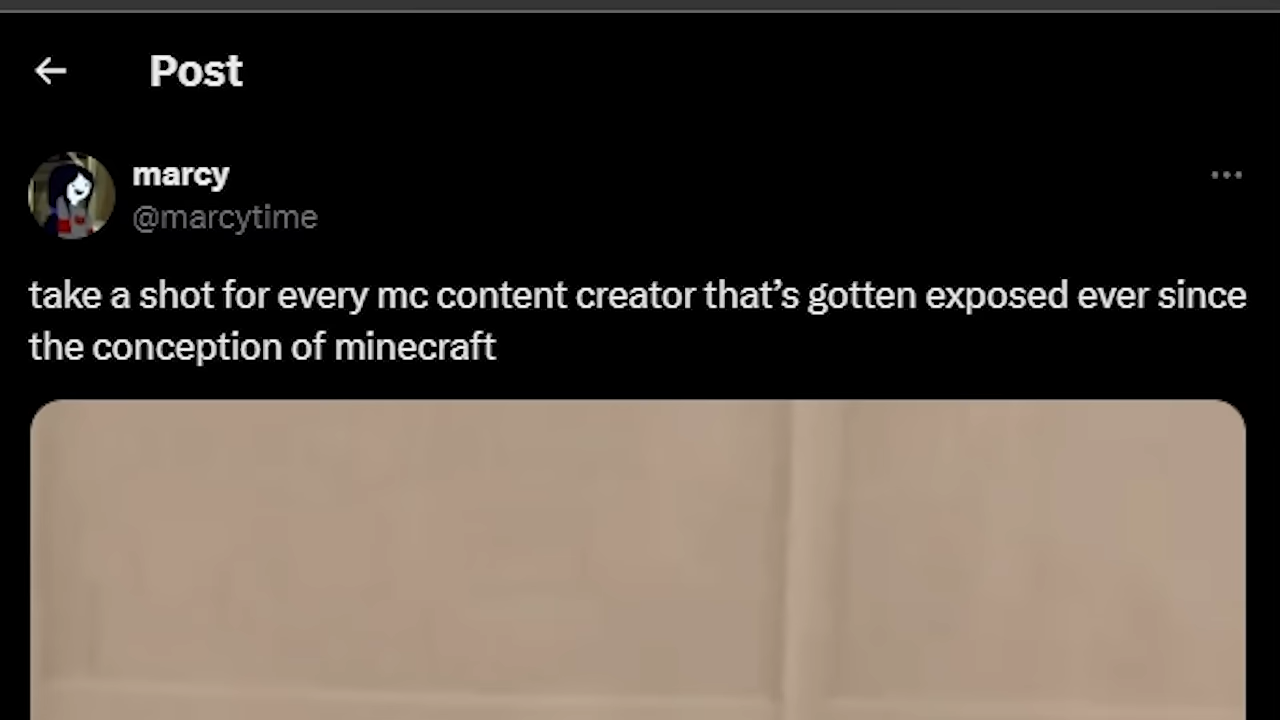 Post
marcy
@marcytime
take a shot for every mc content creator that’s gotten exposed ever since
the conception of minecraft